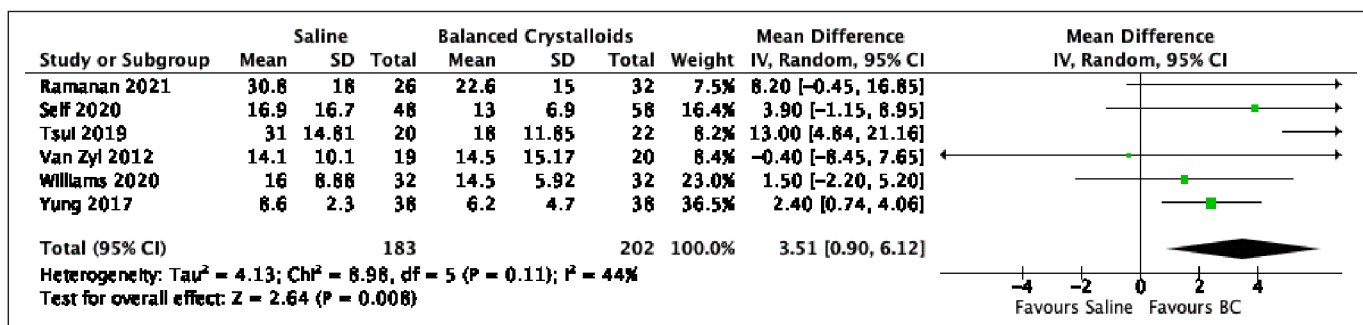 Saline Balanced Crystalloids Mean Difference Mean Difference
Study or Subgroup Mean SD Total Mean SD Total Weight IV, Random, 95% CI IV, Random, 95% CI
Ramanan 2021 30.8 18 26 22.6 15 32 7.5% 8.20 [−0.45, 16.85]
Self 2020 16.9 16.7 48 13 6.9 58 16.4% 3.90 [−1.15, 8.95]
Tsui 2019 31 14.81 20 18 11.85 22 8.2% 13.00 [4.84, 21.16]
Van Zyl 2012 14.1 10.1 19 14.5 15.17 20 8.4% −0.40 [−8.45, 7.65]
Williams 2020 16 8.88 32 14.5 5.92 32 23.0% 1.50 [−2.20, 5.20]
Yung 2017 8.6 2.3 38 6.2 4.7 38 36.5% 2.40 [0.74, 4.06]
Total (95% CI) 183 202 100.0% 3.51 [0.90, 6.12]
Heterogeneity: Tau² = 4.13; Chi² = 8.98, df = 5 (P = 0.11); I² = 44%
Test for overall effect: Z = 2.64 (P = 0.008)
−4 −2 0 2 4
Favours Saline Favours BC